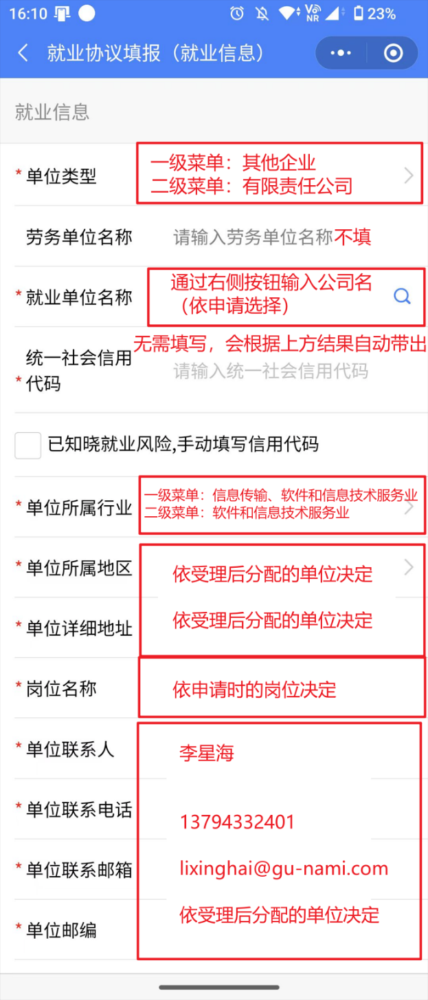 16:10 Vo NR 23%
就业协议填报（就业信息）
就业信息
* 单位类型
一级菜单：其他企业
二级菜单：有限责任公司
劳务单位名称 请输入劳务单位名称不填
* 就业单位名称
通过右侧按钮输入公司名
（依申请选择）
无需填写，会根据上方结果自动带出
统一社会信用
* 代码
请输入统一社会信用代码
已知晓就业风险,手动填写信用代码
* 单位所属行业
一级菜单：信息传输、软件和信息技术服务业
二级菜单：软件和信息技术服务业
* 单位所属地区 依受理后分配的单位决定
* 单位详细地址 依受理后分配的单位决定
* 岗位名称 依申请时的岗位决定
* 单位联系人 李星海
* 单位联系电话 13794332401
* 单位联系邮箱 lixinghai@gu-nami.com
* 单位邮编 依受理后分配的单位决定